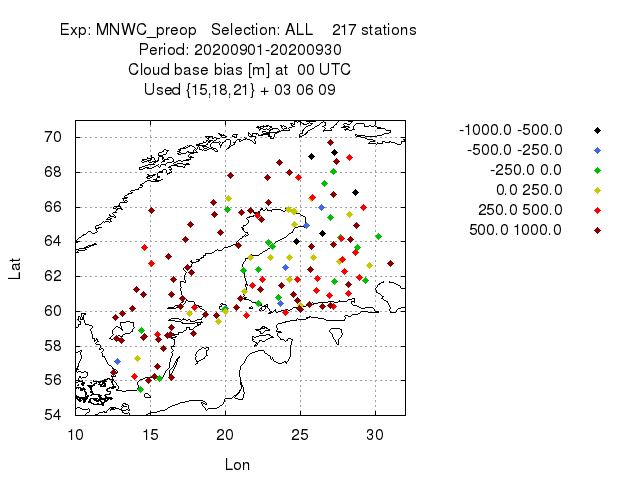 Exp: MNWC_preop Selection: ALL 217 stations
Period: 20200901-20200930
Cloud base bias [m] at 00 UTC
Used {15,18,21} + 03 06 09
-1000.0 -500.0
-500.0 -250.0
-250.0 0.0
0.0 250.0
250.0 500.0
500.0 1000.0
70
68
66
64
62
60
58
56
54
Lat
10 15 20 25 30
Lon